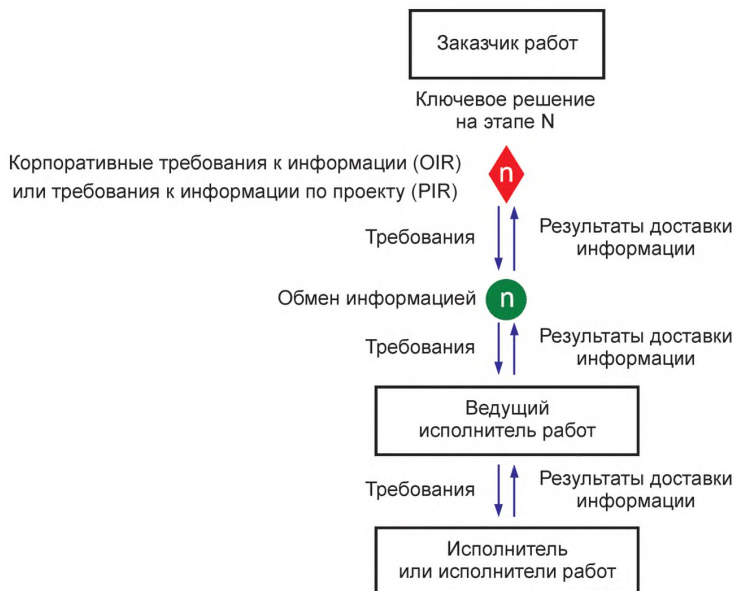 Заказчик работ
Ключевое решение
на этапе N
Корпоративные требования к информации (OIR)
или требования к информации по проекту (PIR)
n
Требования
Результаты доставки
информации
Обмен информацией
n
Требования
Результаты доставки
информации
Ведущий
исполнитель работ
Требования
Результаты доставки
информации
Исполнитель
или исполнители работ